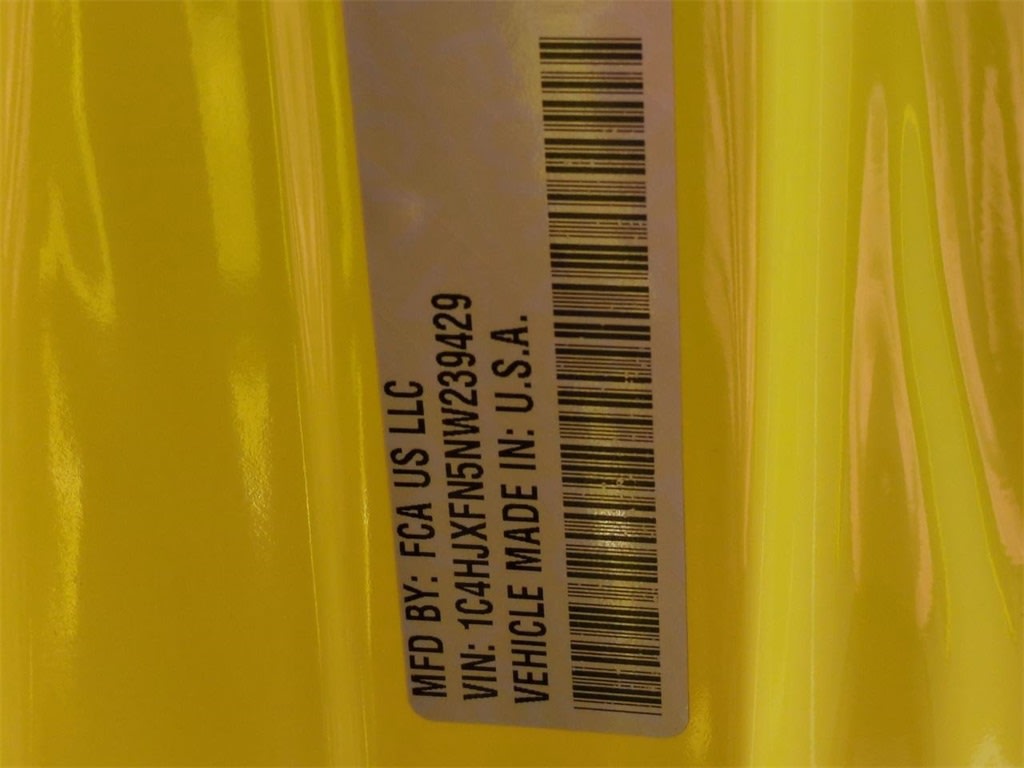 MFD BY: FCA US LLC
VIN: 1C4HJXFN5NW239429
VEHICLE MADE IN: U.S.A.